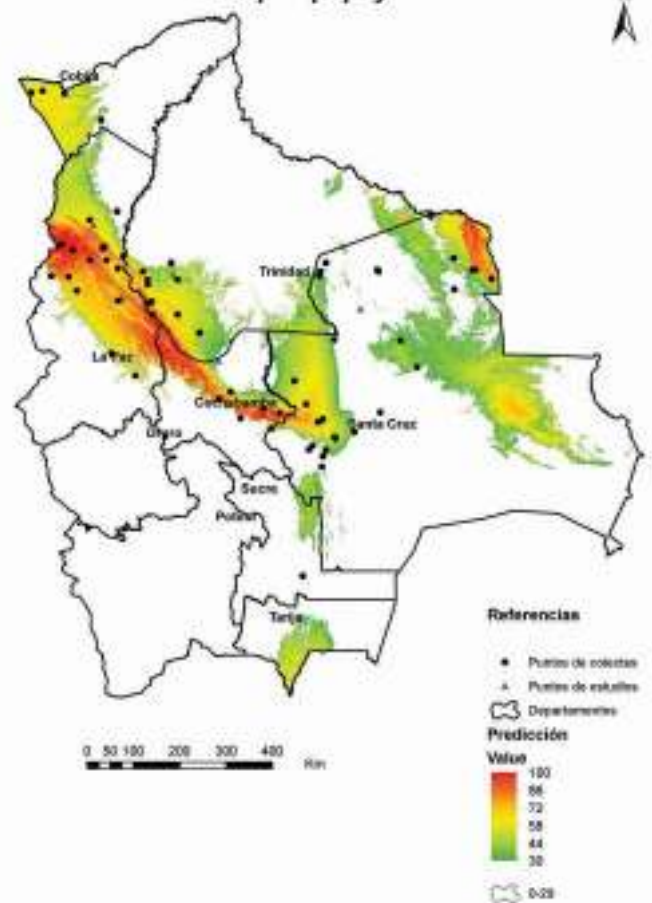 Cobija
Trinidad
La Paz
Cochabamba
Oruro
Santa Cruz
Sucre
Potosí
Tarija
Referencias
Puntos de colectas
Puntos de estudios
Departamentos
Predicción
Value
100
86
72
58
44
30
0-29
0 50 100 200 300 400
Km